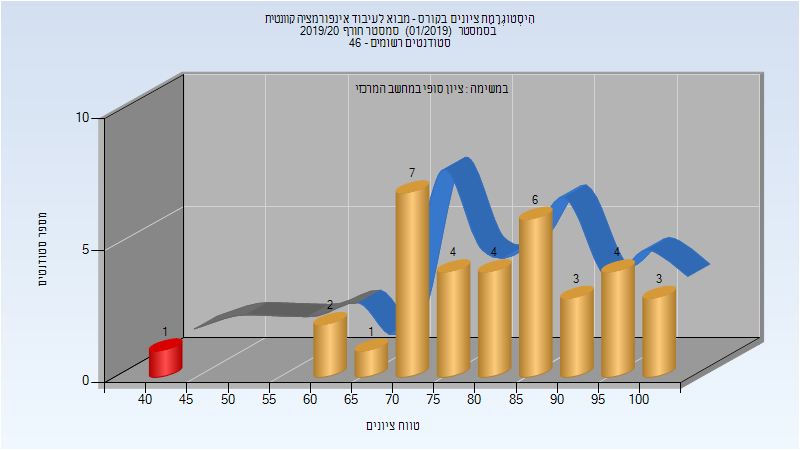 היסטוגרמת ציונים בקורס - מבוא לעיבוד אינפורמציה קוונטית
בסמסטר (01/2019) סמסטר חורף 2019/20
סטודנטים רשומים - 46
במשימה : ציון סופי במחשב המרכזי
מספר סטודנטים
10
5
0
1
2
1
7
4
4
6
3
4
3
40 45 50 55 60 65 70 75 80 85 90 95 100
טווח ציונים